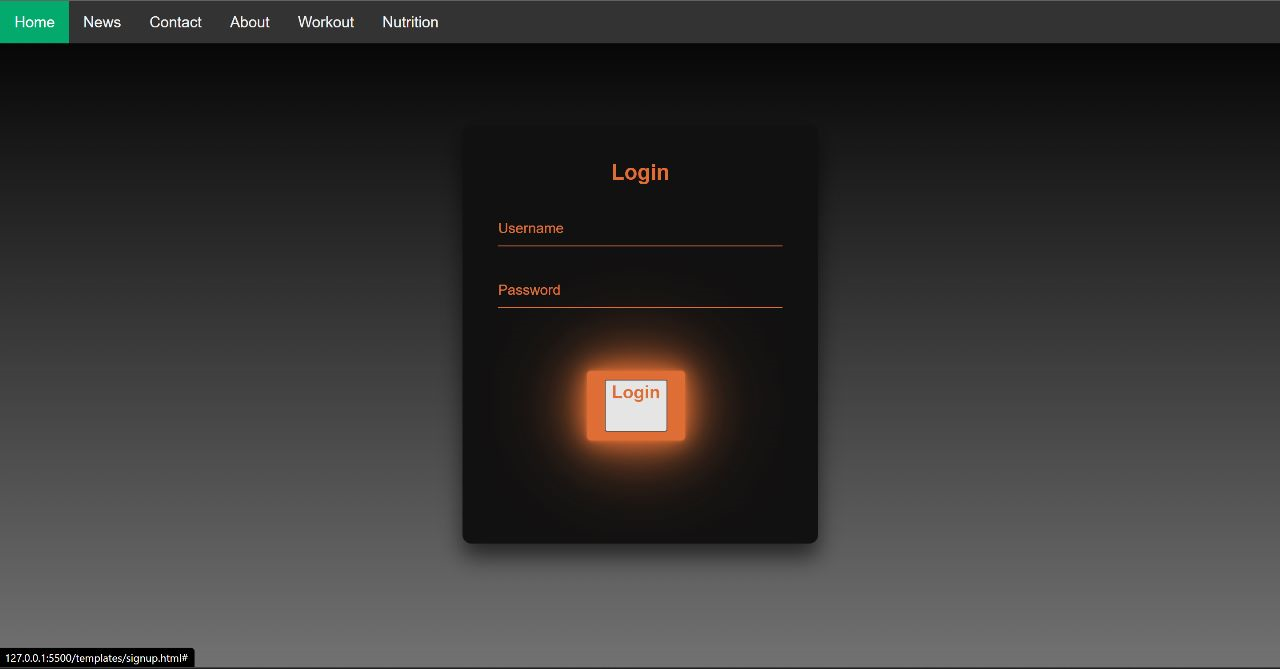 Home News Contact About Workout Nutrition
Login
Username
Password
Login
127.0.0.1:5500/templates/signup.html#